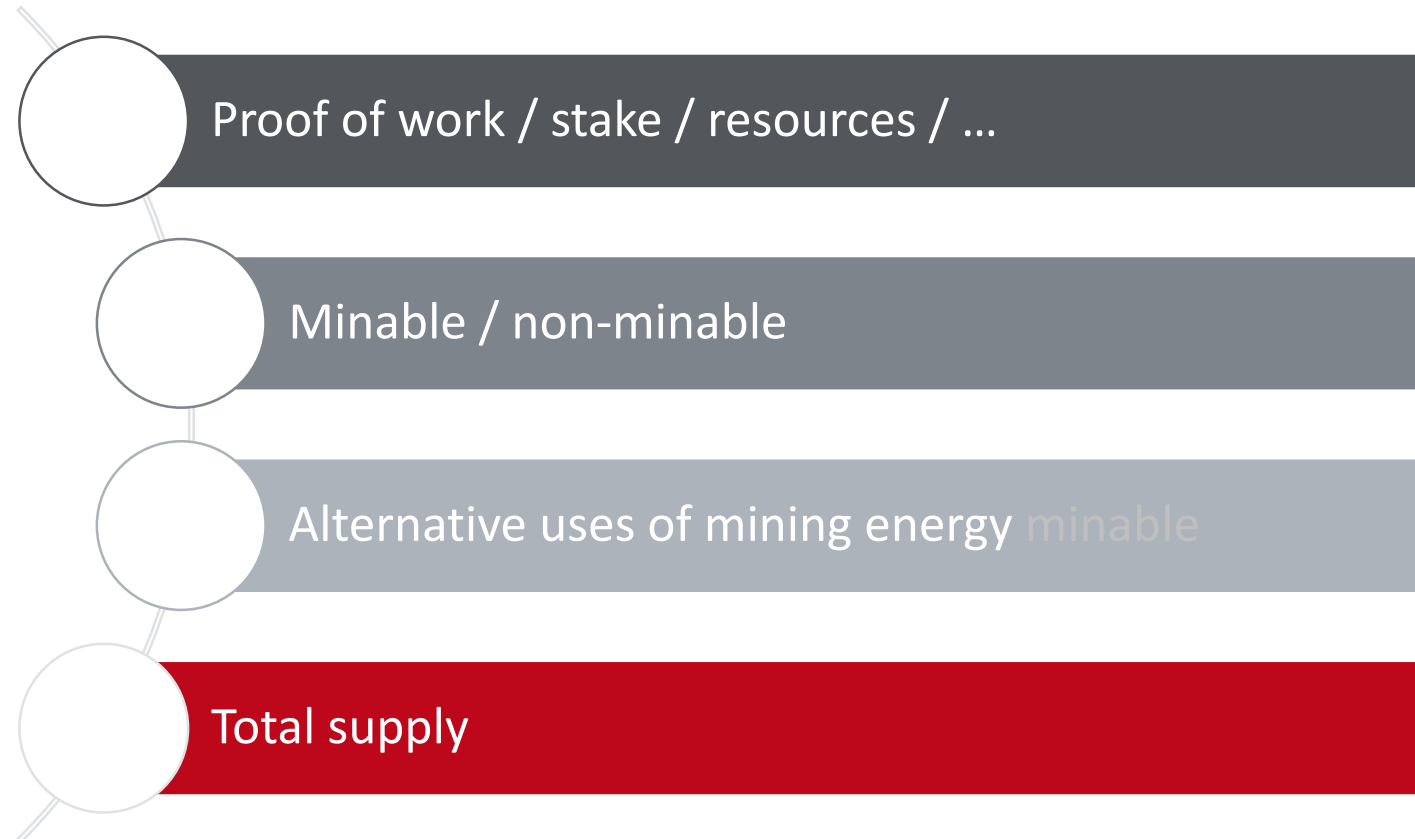 Proof of work / stake / resources / …
Minable / non-minable
Alternative uses of mining energy minable
Total supply